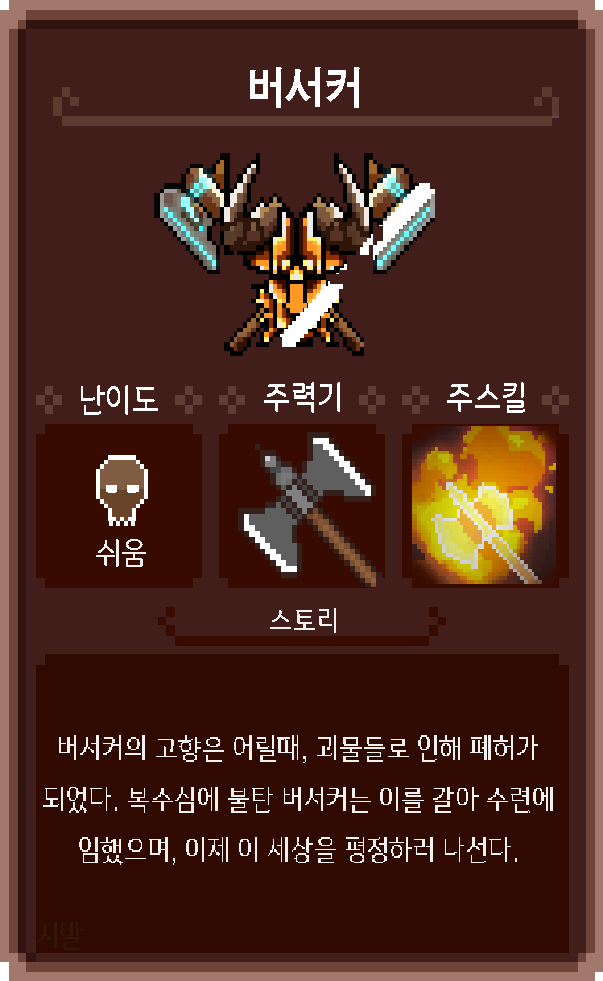 버서커
난이도 주력기 주스킬
쉬움
스토리
버서커의 고향은 어릴때, 괴물들로 인해 폐허가
되었다. 복수심에 불탄 버서커는 이를 갈아 수련에
임했으며, 이제 이 세상을 평정하러 나선다.
시발